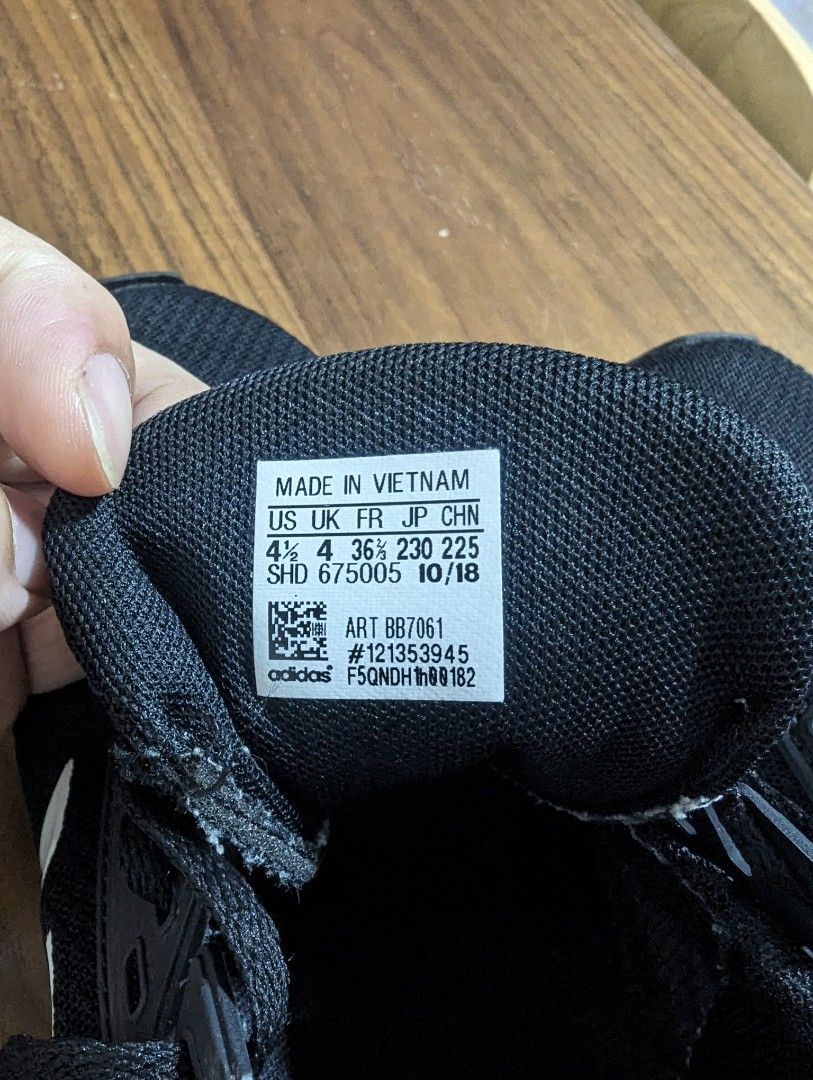 MADE IN VIETNAM
US UK FR JP CHN
4½ 4 36⅔ 230 225
SHD 675005 10/18
ART BB7061
#121353945
adidas®